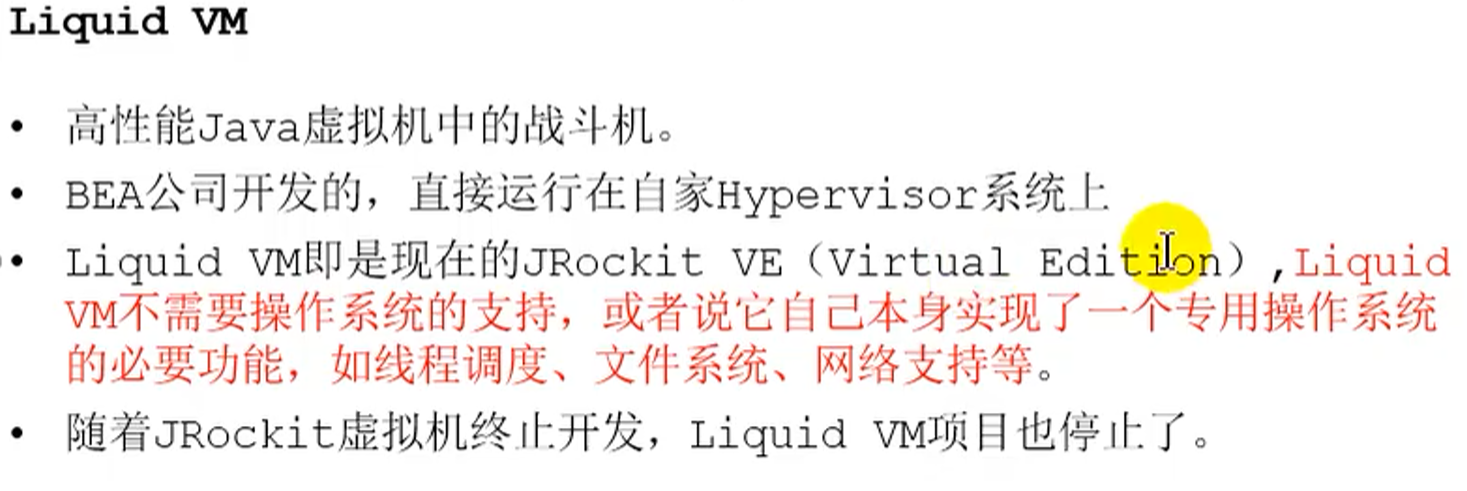 Liquid VM
• 高性能Java虚拟机中的战斗机。
• BEA公司开发的，直接运行在自家Hypervisor系统上
• Liquid VM即是现在的JRockit VE（Virtual Edition）,Liquid
VM不需要操作系统的支持，或者说它自己本身实现了一个专用操作系统
的必要功能，如线程调度、文件系统、网络支持等。
• 随着JRockit虚拟机终止开发，Liquid VM项目也停止了。